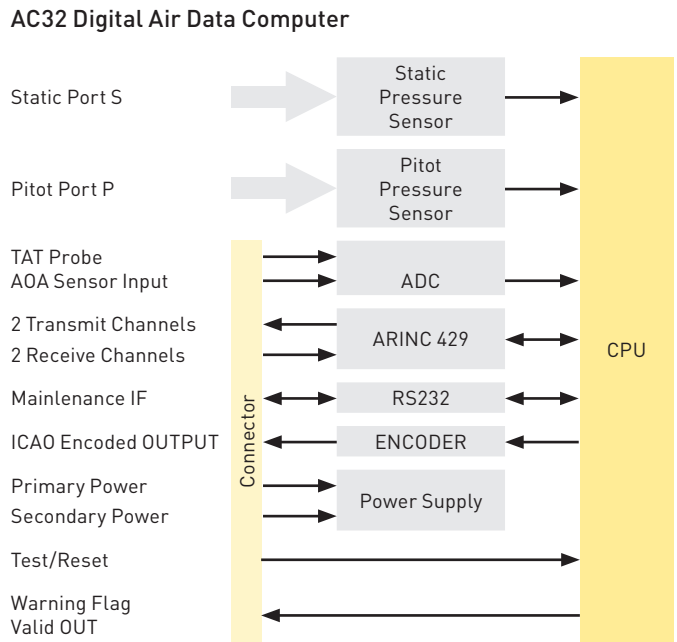 AC32 Digital Air Data Computer
Static Port S
Static
Pressure
Sensor
Pitot Port P
Pitot
Pressure
Sensor
TAT Probe
AOA Sensor Input
ADC
2 Transmit Channels
2 Receive Channels
ARINC 429
CPU
Mainlenance IF
RS232
Connector
ICAO Encoded OUTPUT
ENCODER
Primary Power
Secondary Power
Power Supply
Test/Reset
Warning Flag
Valid OUT